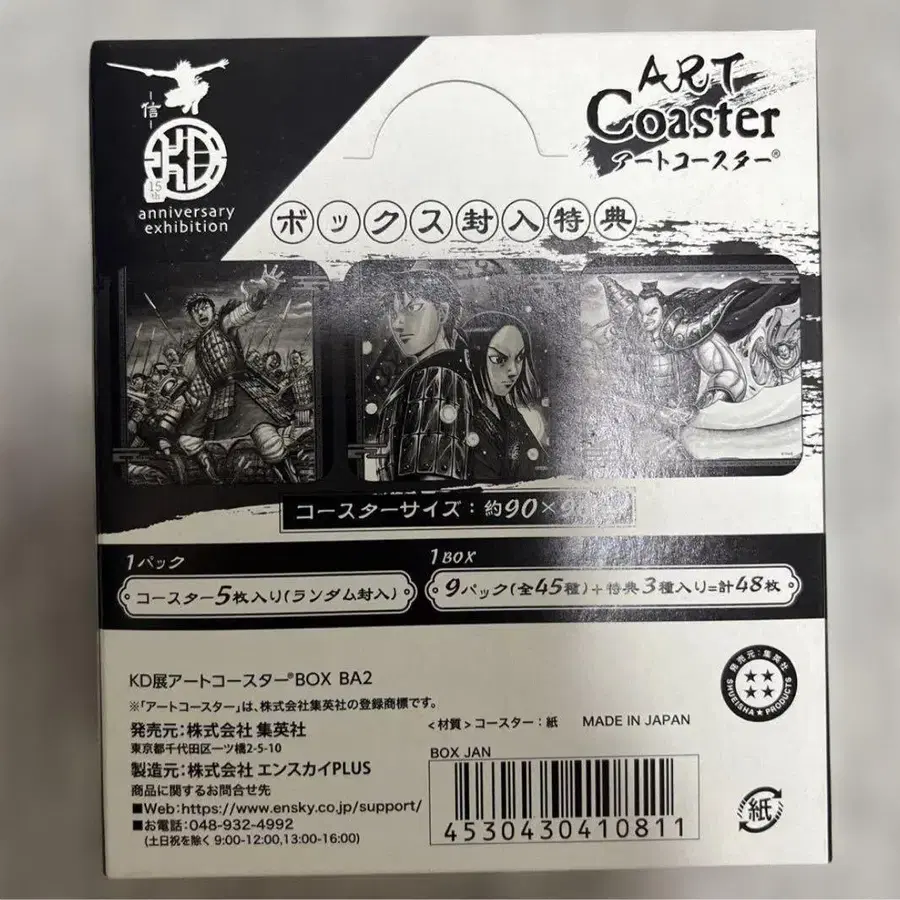 ー信ー
KD
15th
anniversary
exhibition
ART
Coaster
アートコースター®
ボックス封入特典
コースターサイズ：約90×9
1パック
コースター5枚入り(ランダム封入)
1BOX
9パック(全45種)+特典3種入り=計48枚
KD展アートコースター®BOX BA2
※「アートコースター」は、株式会社集英社の登録商標です。
発売元：株式会社 集英社
東京都千代田区一ツ橋2-5-10
製造元：株式会社 エンスカイPLUS
商品に関するお問合せ先
■Web：https://www.ensky.co.jp/support/
■お電話：048-932-4992
(土日祝を除く 9:00-12:00,13:00-16:00)
<材質>コースター：紙
MADE IN JAPAN
BOX JAN
4530430410811
発売元：集英社
SHUEISHA★PRODUCTS
紙